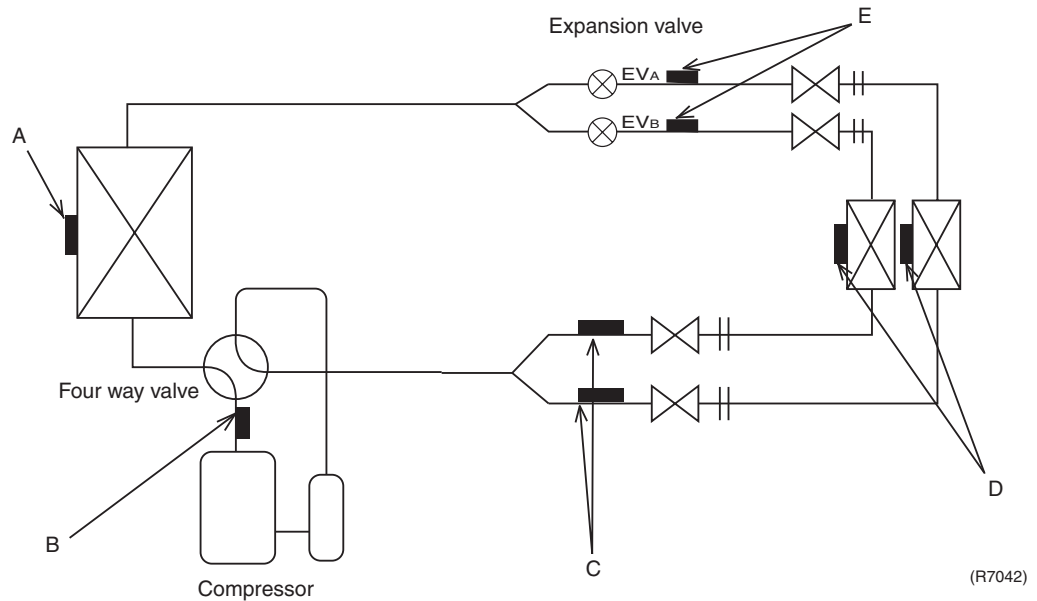 E
Expansion valve
EVA
A
EVB
Four way valve
D
B
C
Compressor
(R7042)